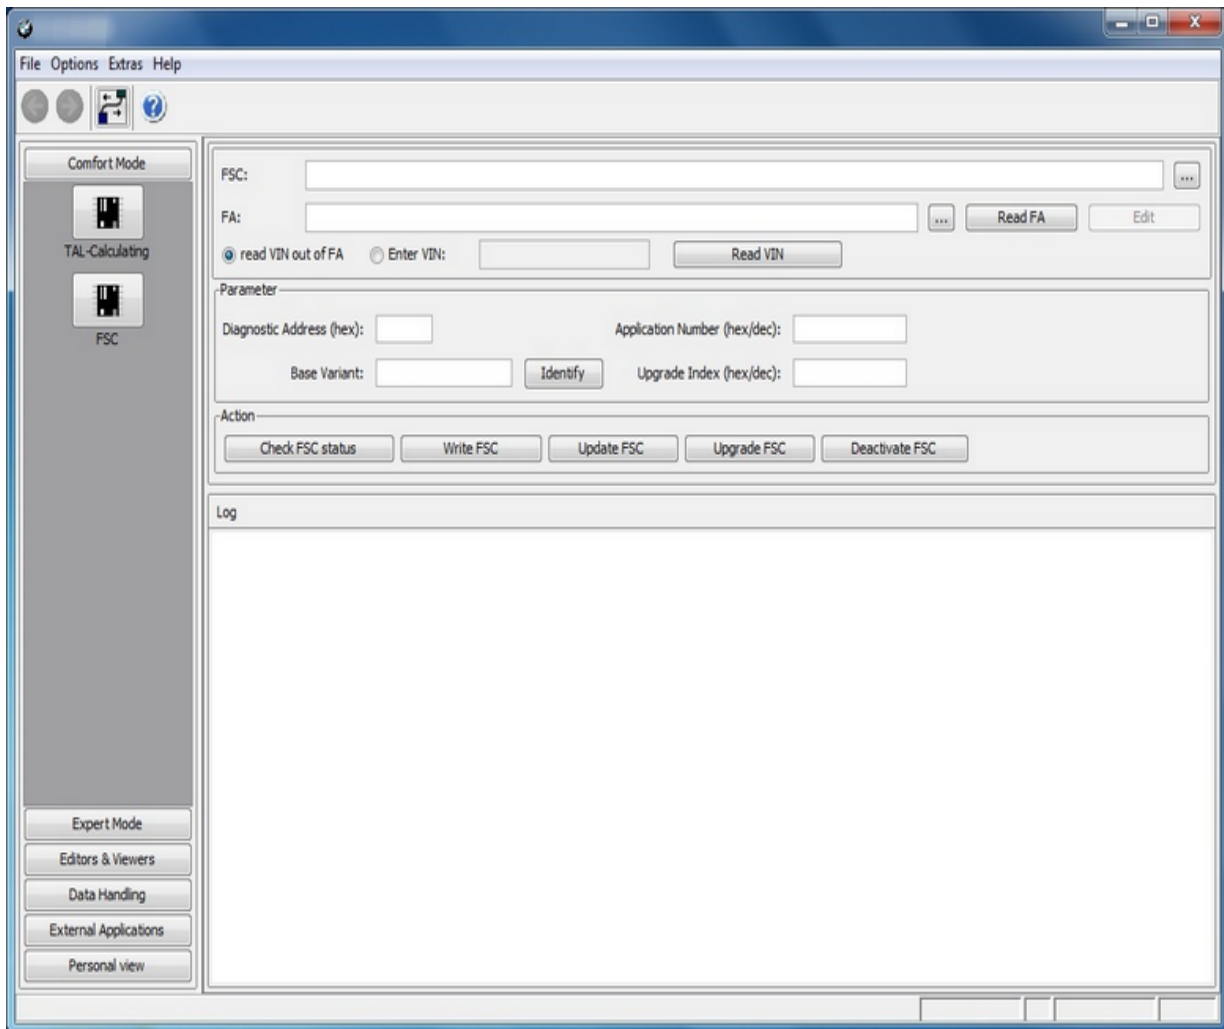 File Options Extras Help
Comfort Mode
TAL-Calculating
FSC
Expert Mode
Editors & Viewers
Data Handling
External Applications
Personal view
FSC: ...
FA: ... Read FA Edit
read VIN out of FA Enter VIN: Read VIN
Parameter
Diagnostic Address (hex): Application Number (hex/dec):
Base Variant: Identify Upgrade Index (hex/dec):
Action
Check FSC status Write FSC Update FSC Upgrade FSC Deactivate FSC
Log